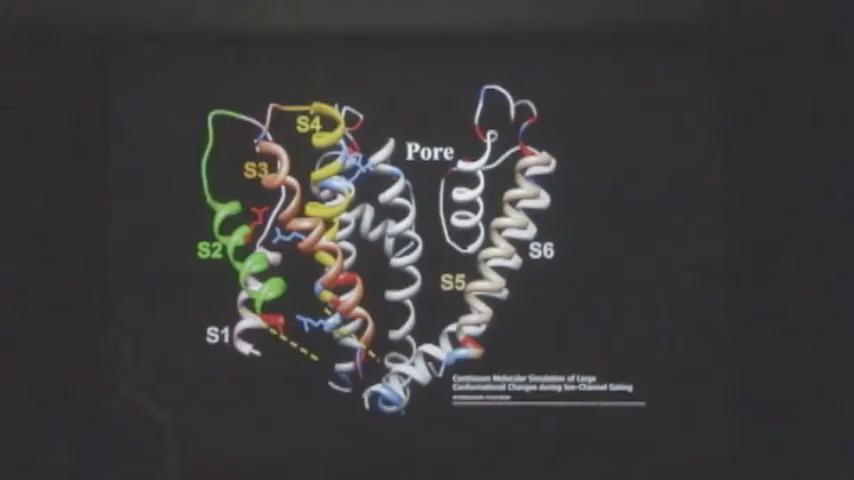 S4
Pore
S3
S2
S6
S5
S1
Continuum Molecular Simulation of Large
Conformational Changes during Ion-Channel Gating